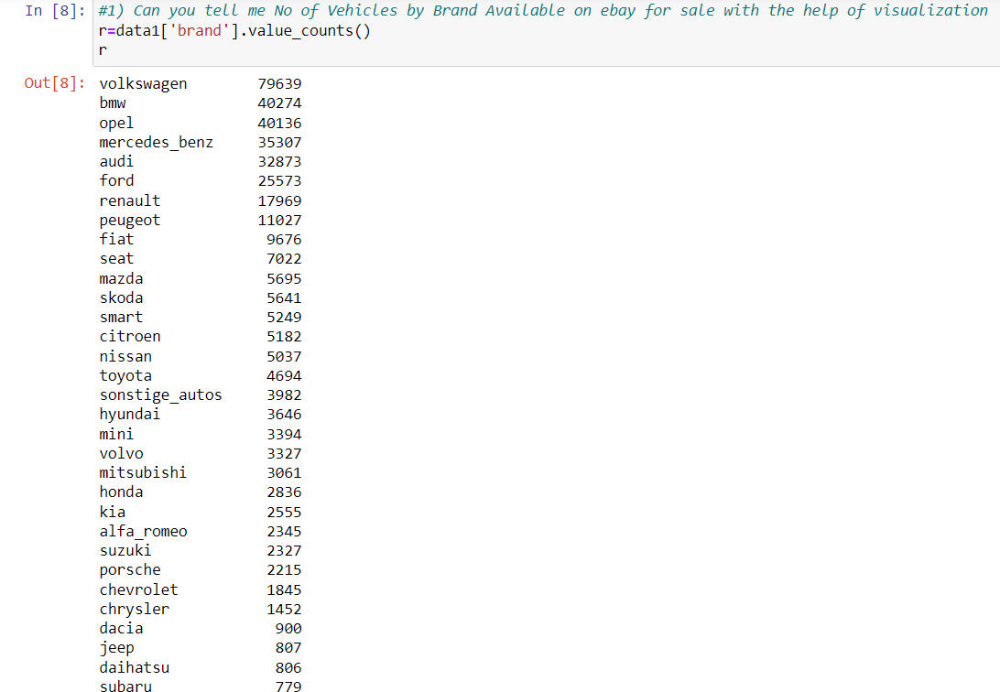 In [8]: #1) Can you tell me No of Vehicles by Brand Available on ebay for sale with the help of visualization
r=data1['brand'].value_counts()
r
Out[8]: volkswagen 79639
bmw 40274
opel 40136
mercedes_benz 35307
audi 32873
ford 25573
renault 17969
peugeot 11027
fiat 9676
seat 7022
mazda 5695
skoda 5641
smart 5249
citroen 5182
nissan 5037
toyota 4694
sonstige_autos 3982
hyundai 3646
mini 3394
volvo 3327
mitsubishi 3061
honda 2836
kia 2555
alfa_romeo 2345
suzuki 2327
porsche 2215
chevrolet 1845
chrysler 1452
dacia 900
jeep 807
daihatsu 806
subaru 779